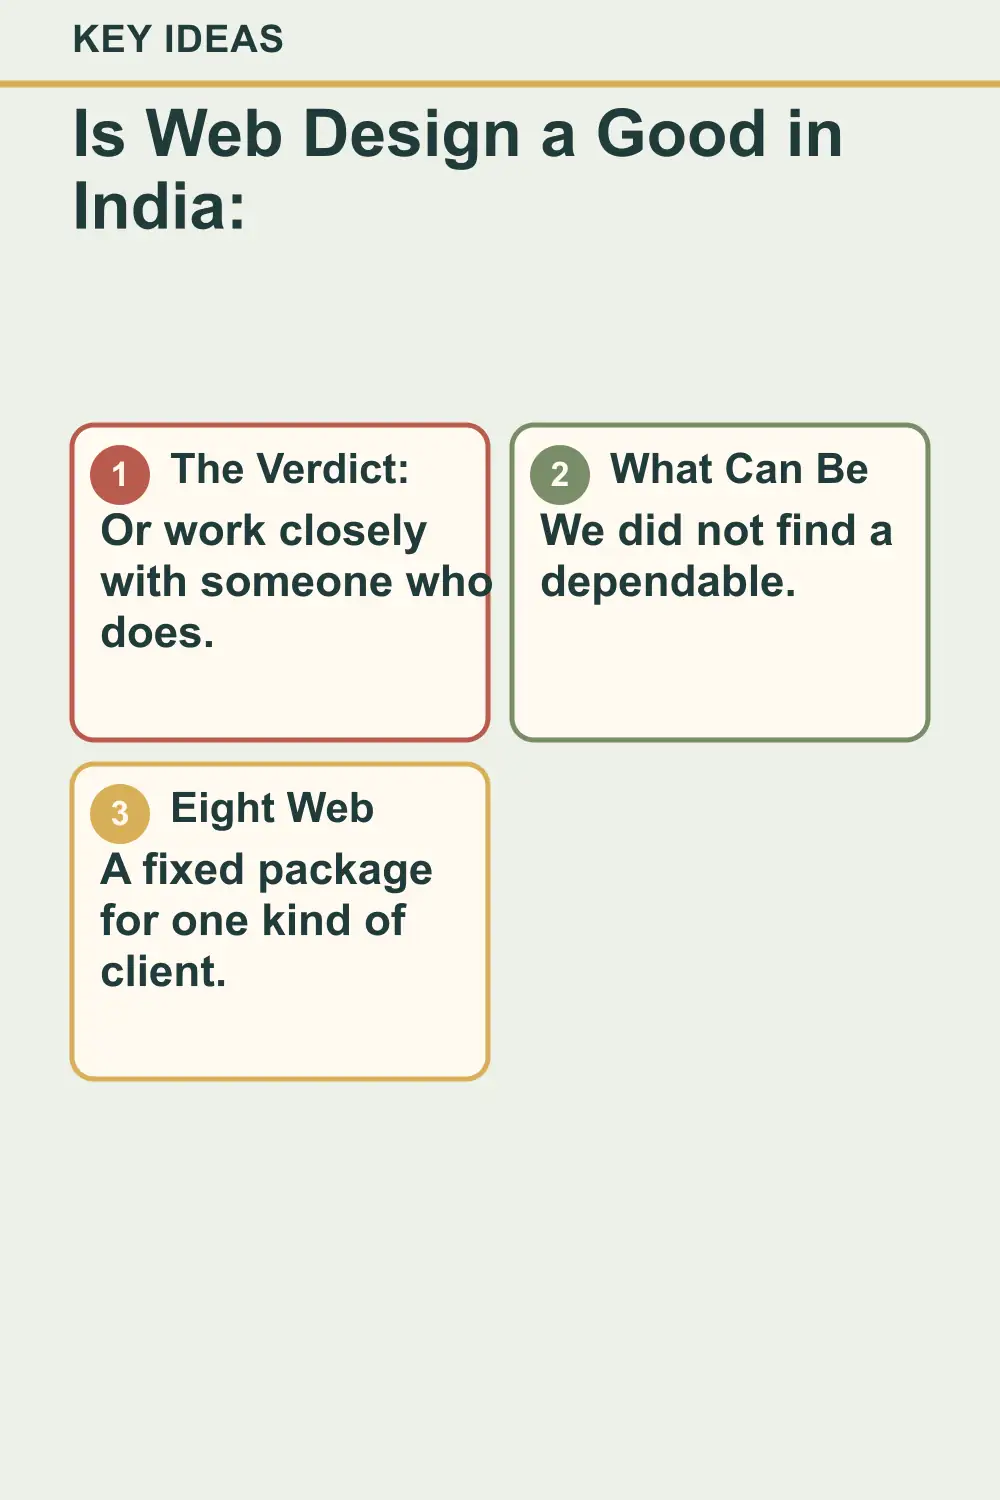 KEY IDEAS
Is Web Design a Good in
India:
1 The Verdict:
Or work closely
with someone who
does.
2 What Can Be
We did not find a
dependable.
3 Eight Web
A fixed package
for one kind of
client.